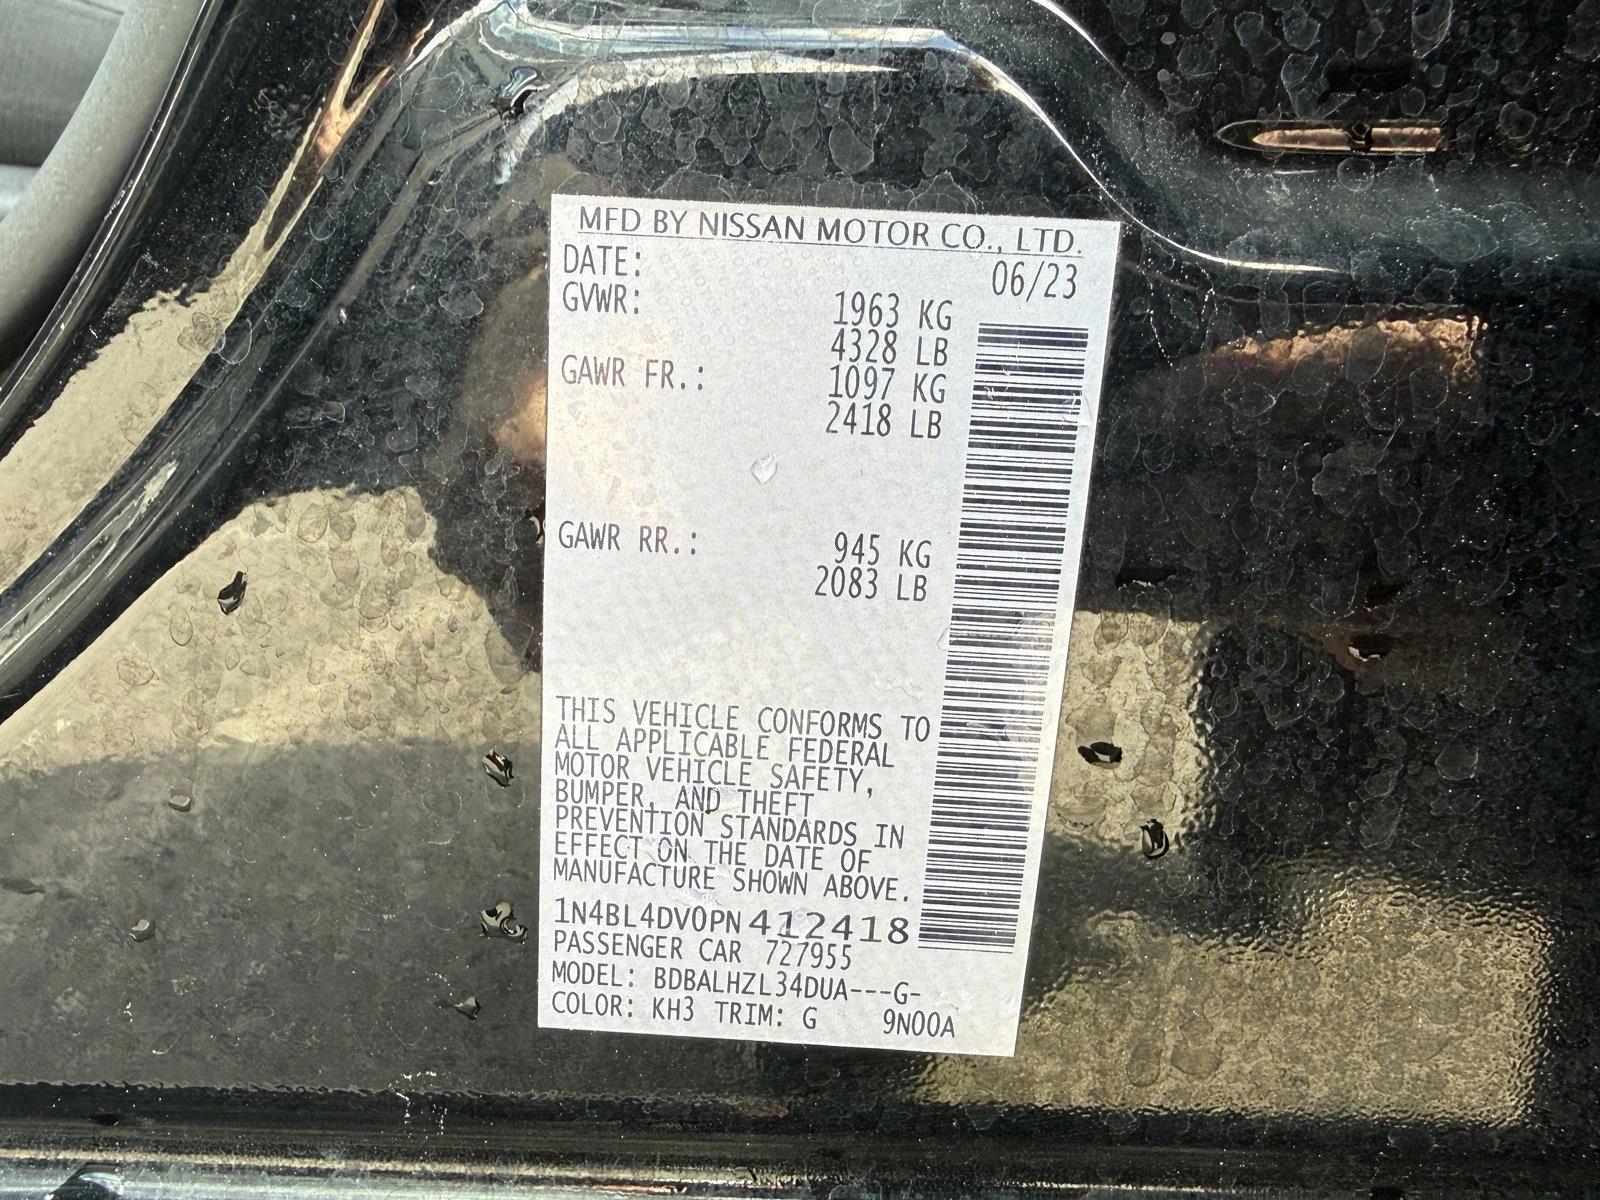 MFD BY NISSAN MOTOR CO., LTD.
DATE: 06/23
GVWR: 1963 KG
4328 LB
GAWR FR.: 1097 KG
2418 LB
GAWR RR.: 945 KG
2083 LB
THIS VEHICLE CONFORMS TO
ALL APPLICABLE FEDERAL
MOTOR VEHICLE SAFETY,
BUMPER, AND THEFT
PREVENTION STANDARDS IN
EFFECT ON THE DATE OF
MANUFACTURE SHOWN ABOVE.
1N4BL4DV0PN412418
PASSENGER CAR 727955
MODEL: BDBALHZL34DUA---G-
COLOR: KH3 TRIM: G 9N00A